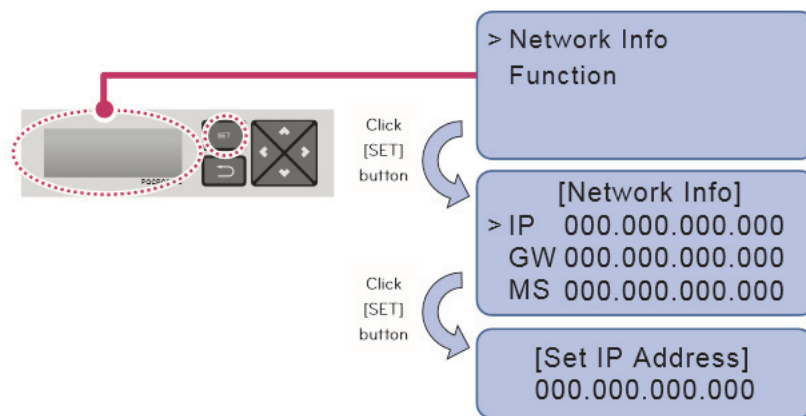 > Network Info
Function
SET
Click
[SET]
button
[Network Info]
> IP 000.000.000.000
GW 000.000.000.000
MS 000.000.000.000
Click
[SET]
button
[Set IP Address]
000.000.000.000